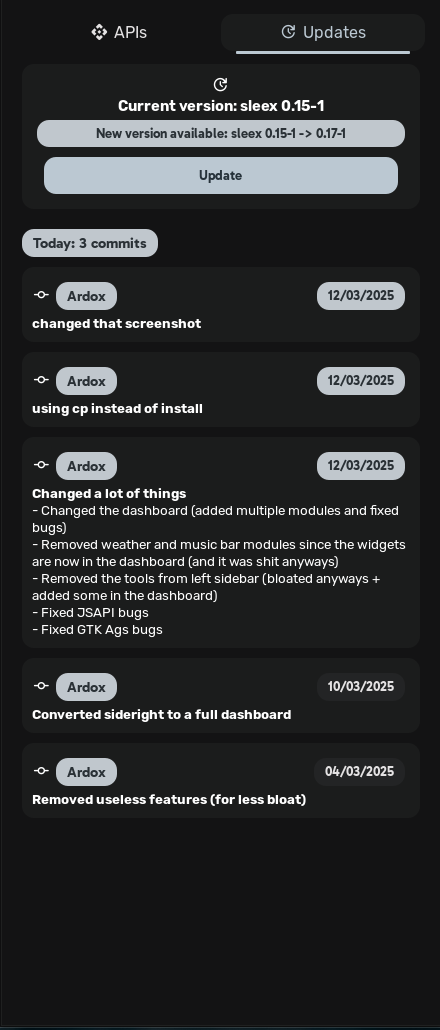 APIs
Updates
Current version: sleex 0.15-1
New version available: sleex 0.15-1 -> 0.17-1
Update
Today: 3 commits
Ardox
12/03/2025
changed that screenshot
Ardox
12/03/2025
using cp instead of install
Ardox
12/03/2025
Changed a lot of things
- Changed the dashboard (added multiple modules and fixed
bugs)
- Removed weather and music bar modules since the widgets
are now in the dashboard (and it was shit anyways)
- Removed the tools from left sidebar (bloated anyways +
added some in the dashboard)
- Fixed JSAPI bugs
- Fixed GTK Ags bugs
Ardox
10/03/2025
Converted sideright to a full dashboard
Ardox
04/03/2025
Removed useless features (for less bloat)